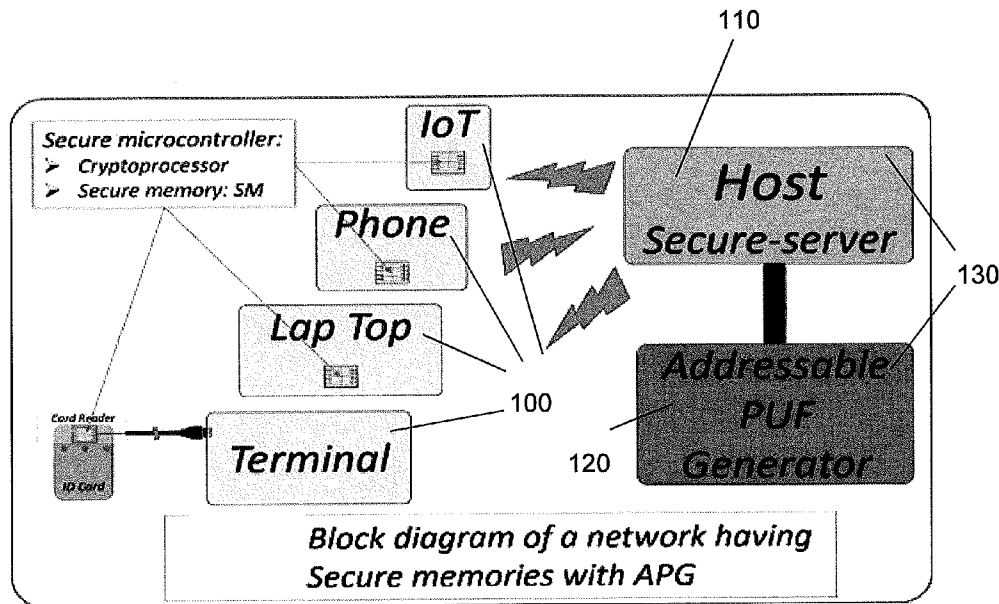 110
Secure microcontroller:
➤ Cryptoprocessor
➤ Secure memory: SM
IoT
Host
Secure-server
Phone
130
Lap Top
Addressable
PUF
Generator
100
120
Card Reader
ID Card
Terminal
Block diagram of a network having
Secure memories with APG